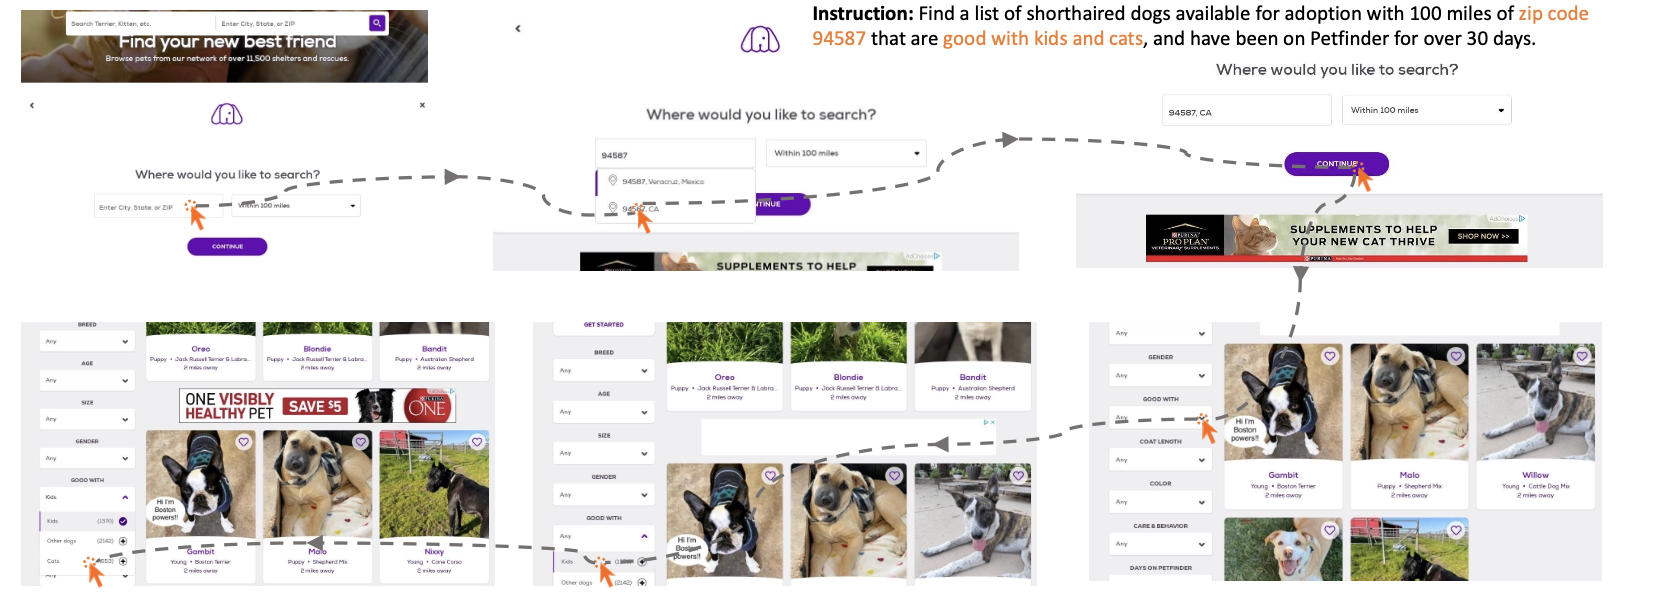 Instruction: Find a list of shorthaired dogs available for adoption with 100 miles of zip code
94587 that are good with kids and cats, and have been on Petfinder for over 30 days.
Search Terrier, Kitten, etc.
Enter City, State, or ZIP
Find your new best friend
Browse pets from our network of over 11,500 shelters and rescues.
Where would you like to search?
Enter City, State, or ZIP
Within 100 miles
CONTINUE
Where would you like to search?
94587
Within 100 miles
94587, Veracruz, Mexico
94587, CA
TINUE
AdChoices
SUPPLEMENTS TO HELP
Where would you like to search?
94587, CA
Within 100 miles
CONTINUE
AdChoices
PURINA
PRO PLAN
VETERINARY SUPPLEMENTS
SUPPLEMENTS TO HELP
YOUR NEW CAT THRIVE
SHOP NOW >>
PURINA
BREED
Any
AGE
Any
SIZE
Any
GENDER
Any
GOOD WITH
Kids
Kids (1370)
Other dogs (2142)
Cats
Any
Oreo
Puppy • Jack Russell Terrier & Labra...
2 miles away
Blondie
Puppy • Jack Russell Terrier & Labra...
2 miles away
Bandit
Puppy • Australian Shepherd
2 miles away
ONE VISIBLY
HEALTHY PET
SAVE $5
PURINA
ONE
Hi I'm
Boston
powers!!
Gambit
Young • Boston Terrier
2 miles away
Malo
Puppy • Shepherd Mix
2 miles away
Nixxy
Young • Cane Corso
2 miles away
GET STARTED
BREED
Any
AGE
Any
SIZE
Any
GENDER
Any
GOOD WITH
Any
Kids
Other dogs (2142)
Oreo
Puppy • Jack Russell Terrier & Labra...
2 miles away
Blondie
Puppy • Jack Russell Terrier & Labra...
2 miles away
Bandit
Puppy • Australian Shepherd
2 miles away
Hi I'm
Boston
powers!!
Any
GENDER
Any
GOOD WITH
Any
COAT LENGTH
Any
COLOR
Any
CARE & BEHAVIOR
Any
DAYS ON PETFINDER
Hi I'm
Boston
powers!!
Gambit
Young • Boston Terrier
2 miles away
Malo
Puppy • Shepherd Mix
2 miles away
Willow
Young • Cattle Dog Mix
2 miles away